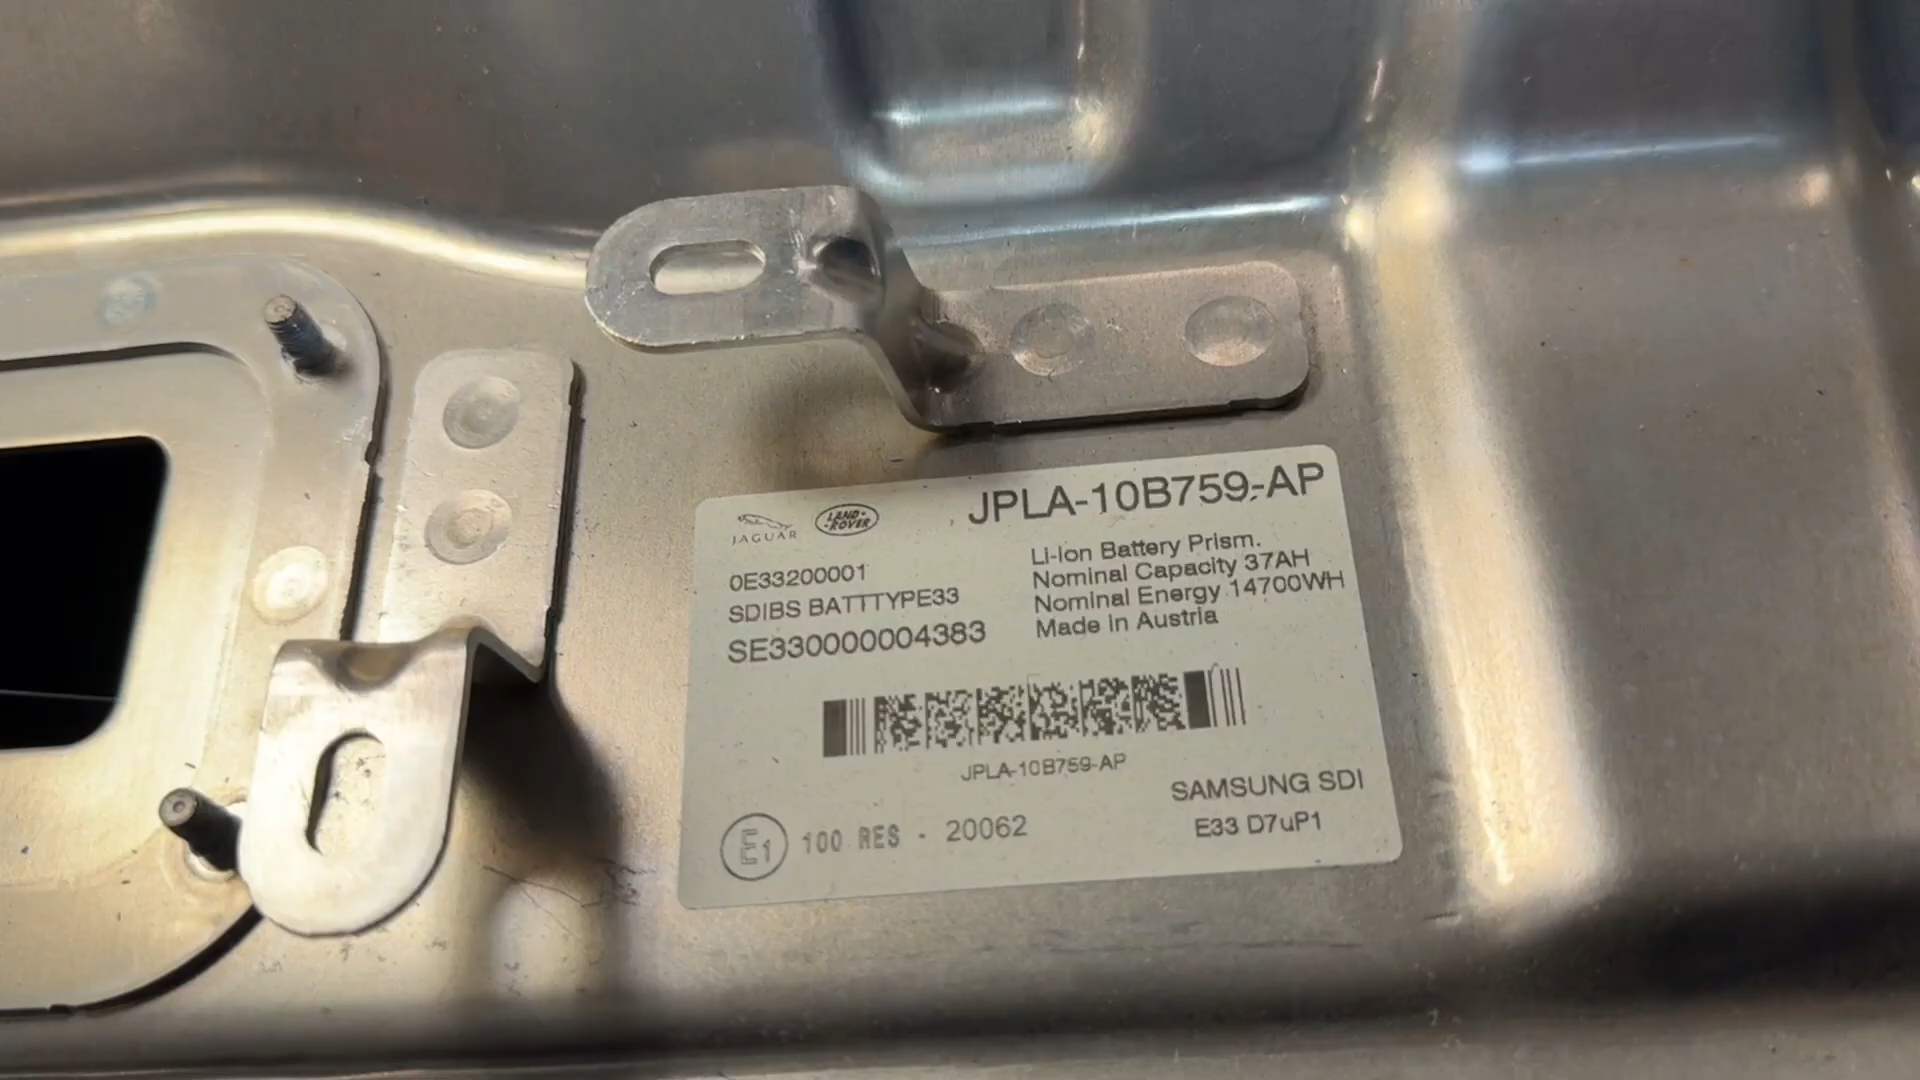 JAGUAR
LAND-
ROVER
JPLA-10B759-AP
0E33200001
SDIBS BATTTYPE33
SE330000004383
Li-Ion Battery Prism.
Nominal Capacity 37AH
Nominal Energy 14700WH
Made in Austria
JPLA-10B759-AP
SAMSUNG SDI
E33 D7uP1
E1 100 RES - 20062